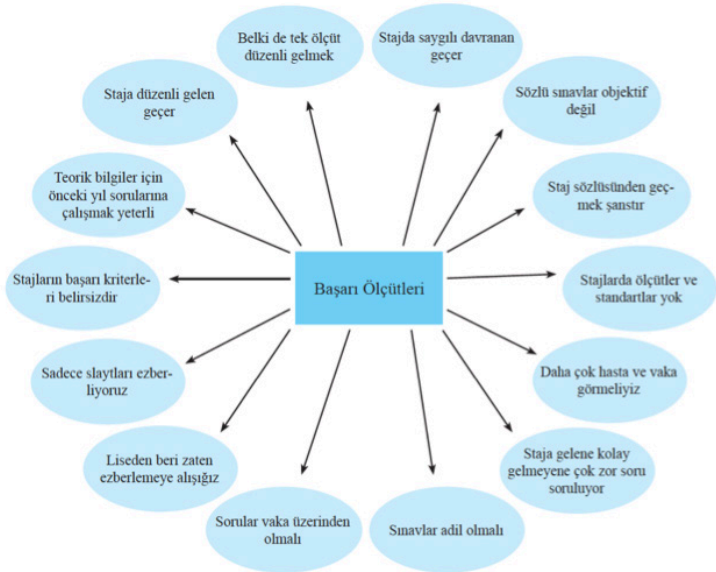 Belki de tek ölçüt
düzenli gelmek
Stajda saygılı davranan
geçer
Staja düzenli gelen
geçer
Sözlü sınavlar objektif
değil
Teorik bilgiler için
önceki yıl sorularına
çalışmak yeterli
Staj sözlüsünden geç-
mek şanstır
Stajların başarı kriterle-
ri belirsizdir
Başarı Ölçütleri
Stajlarda ölçütler ve
standartlar yok
Sadece slaytları ezber-
liyoruz
Daha çok hasta ve vaka
görmeliyiz
Liseden beri zaten
ezberlemeye alışığız
Staja gelene kolay
gelmeyene çok zor soru
soruluyor
Sorular vaka üzerinden
olmalı
Sınavlar adil olmalı